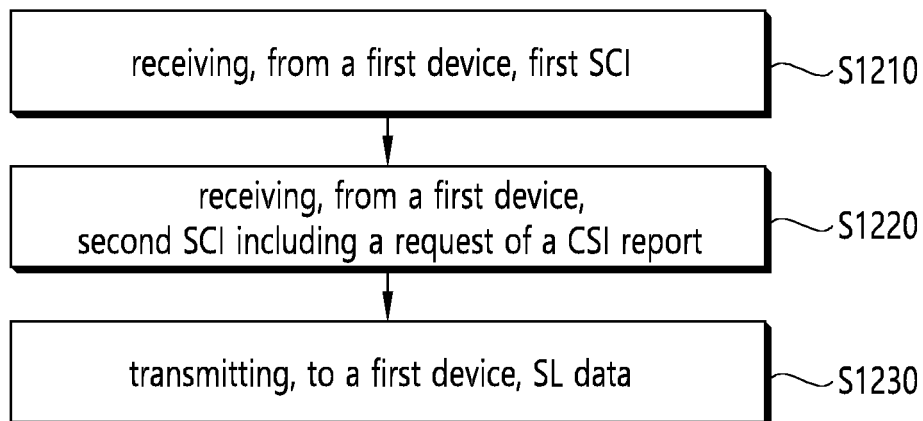 receiving, from a first device, first SCI
S1210
receiving, from a first device,
second SCI including a request of a CSI report
S1220
transmitting, to a first device, SL data
S1230